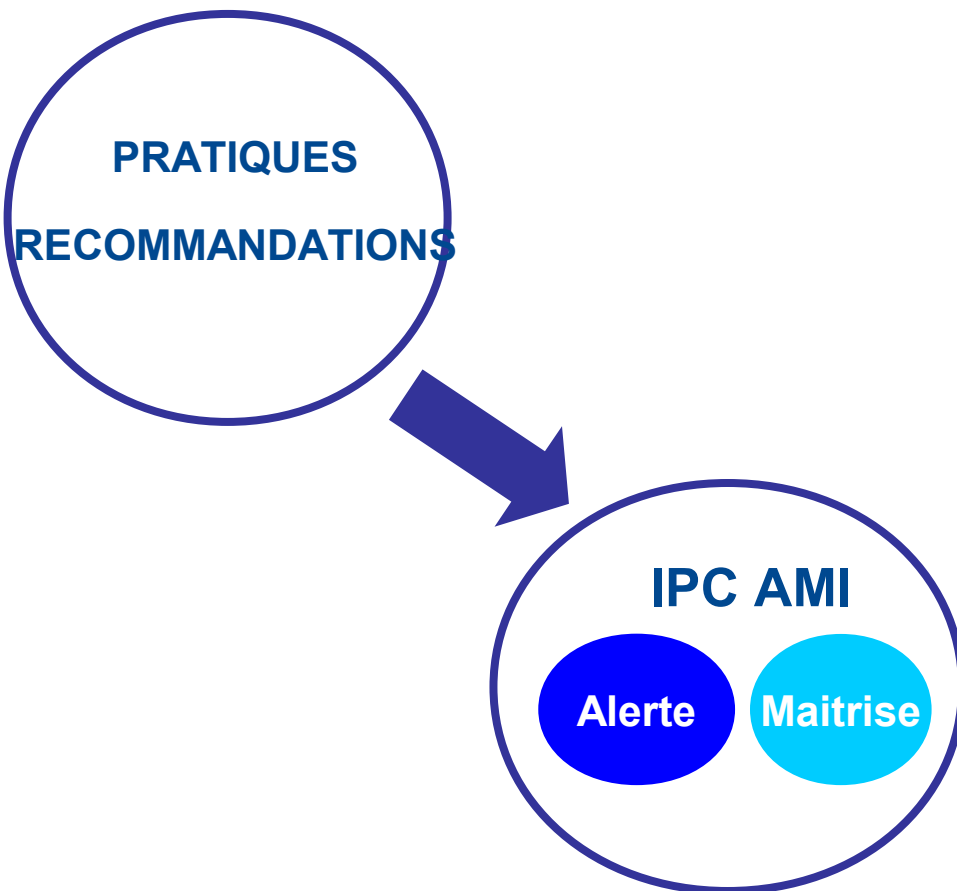 PRATIQUES
RECOMMANDATIONS
IPC AMI
Alerte
Maitrise